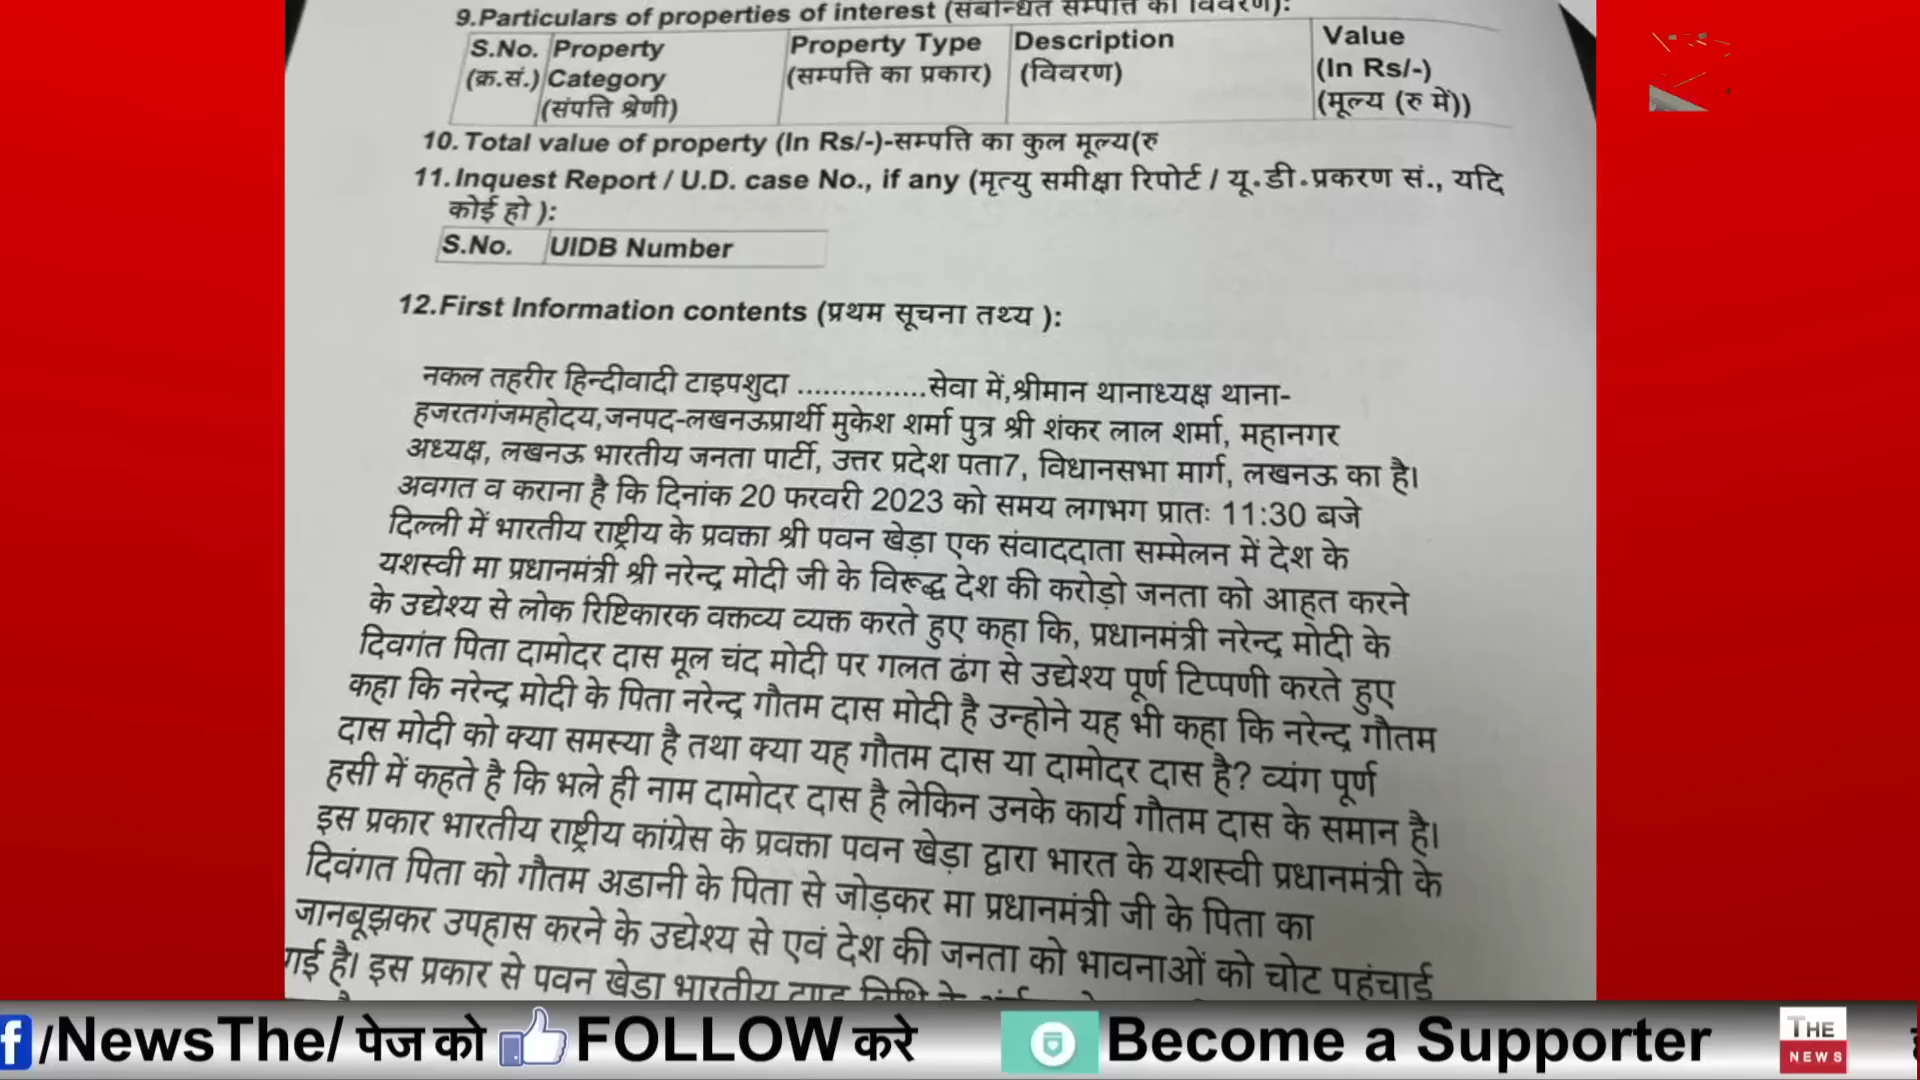 9.Particulars of properties of interest (संबन्धित सम्पत्ति का विवरण):
S.No. Property Property Type Description Value
(क्र.सं.) Category (सम्पत्ति का प्रकार) (विवरण) (In Rs/-)
(संपत्ति श्रेणी) (मूल्य (रु में))
10. Total value of property (In Rs/-)-सम्पत्ति का कुल मूल्य(रु
11. Inquest Report / U.D. case No., if any (मृत्यु समीक्षा रिपोर्ट / यू.डी.प्रकरण सं., यदि
कोई हो ):
S.No. UIDB Number
12.First Information contents (प्रथम सूचना तथ्य ):
नकल तहरीर हिन्दीवादी टाइपशुदा ...............सेवा में,श्रीमान थानाध्यक्ष थाना-
हजरतगंजमहोदय,जनपद-लखनऊप्रार्थी मुकेश शर्मा पुत्र श्री शंकर लाल शर्मा, महानगर
अध्यक्ष, लखनऊ भारतीय जनता पार्टी, उत्तर प्रदेश पता7, विधानसभा मार्ग, लखनऊ का है।
अवगत व कराना है कि दिनांक 20 फरवरी 2023 को समय लगभग प्रातः 11:30 बजे
दिल्ली में भारतीय राष्ट्रीय के प्रवक्ता श्री पवन खेड़ा एक संवाददाता सम्मेलन में देश के
यशस्वी मा प्रधानमंत्री श्री नरेन्द्र मोदी जी के विरूद्ध देश की करोड़ो जनता को आहत करने
के उद्येश्य से लोक रिष्टिकारक वक्तव्य व्यक्त करते हुए कहा कि, प्रधानमंत्री नरेन्द्र मोदी के
दिवगंत पिता दामोदर दास मूल चंद मोदी पर गलत ढंग से उद्येश्य पूर्ण टिप्पणी करते हुए
कहा कि नरेन्द्र मोदी के पिता नरेन्द्र गौतम दास मोदी है उन्होने यह भी कहा कि नरेन्द्र गौतम
दास मोदी को क्या समस्या है तथा क्या यह गौतम दास या दामोदर दास है? व्यंग पूर्ण
हसी में कहते है कि भले ही नाम दामोदर दास है लेकिन उनके कार्य गौतम दास के समान है।
इस प्रकार भारतीय राष्ट्रीय कांग्रेस के प्रवक्ता पवन खेड़ा द्वारा भारत के यशस्वी प्रधानमंत्री के
दिवंगत पिता को गौतम अडानी के पिता से जोड़कर मा प्रधानमंत्री जी के पिता का
जानबूझकर उपहास करने के उद्येश्य से एवं देश की जनता को भावनाओं को चोट पहंचाई
गई है। इस प्रकार से पवन खेडा भारतीय दण्ड विधि के
/NewsThe/ पेज को FOLLOW करे Become a Supporter THE
NEWS